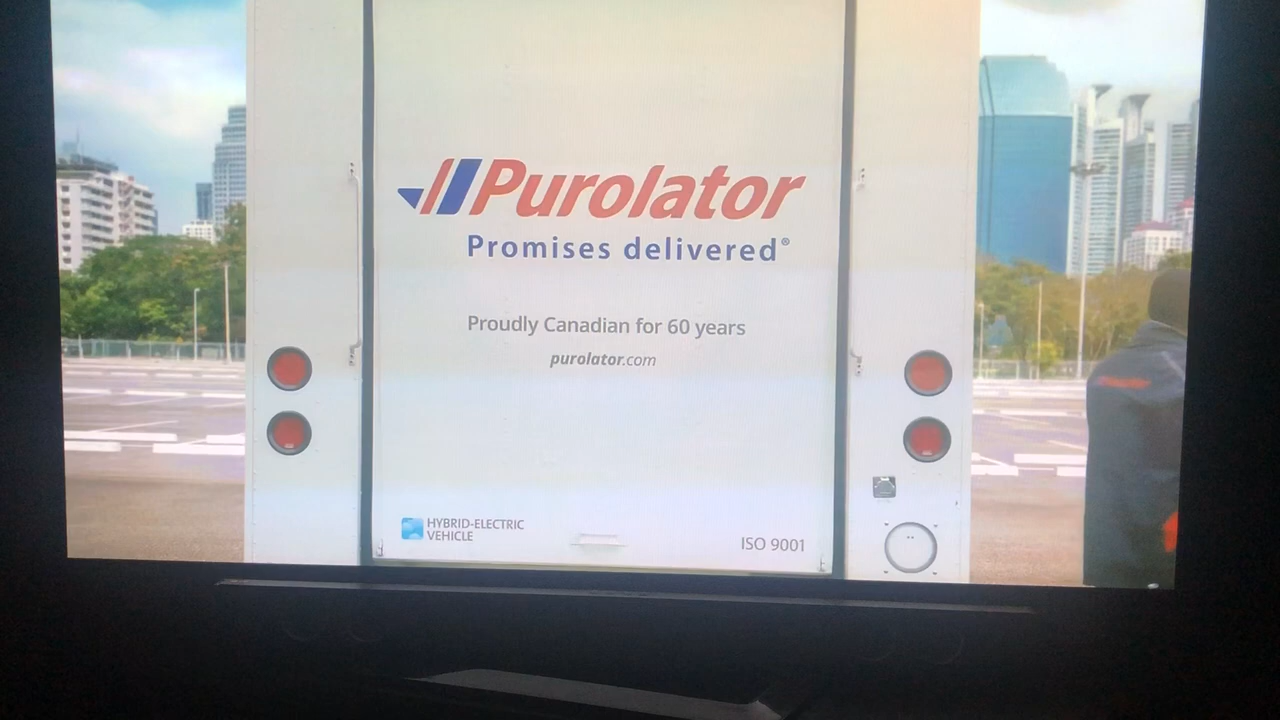 Purolator
Promises delivered®
Proudly Canadian for 60 years
purolator.com
HYBRID-ELECTRIC
VEHICLE
ISO 9001